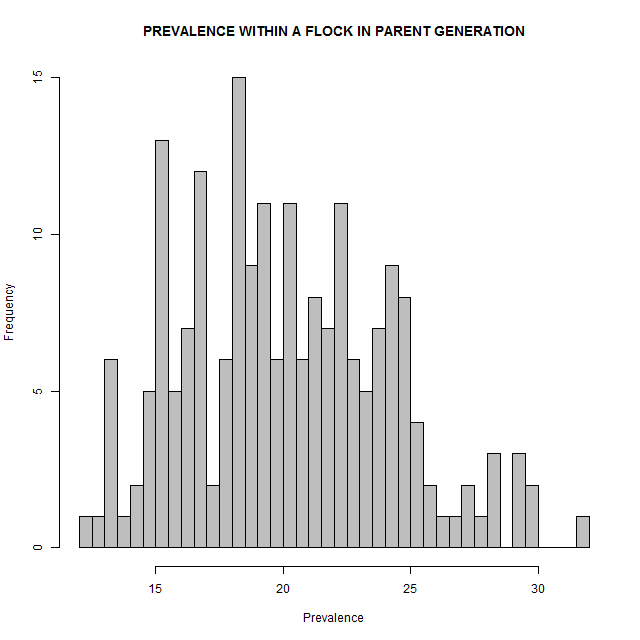 PREVALENCE WITHIN A FLOCK IN PARENT GENERATION
15
10
5
0
Frequency
15 20 25 30
Prevalence